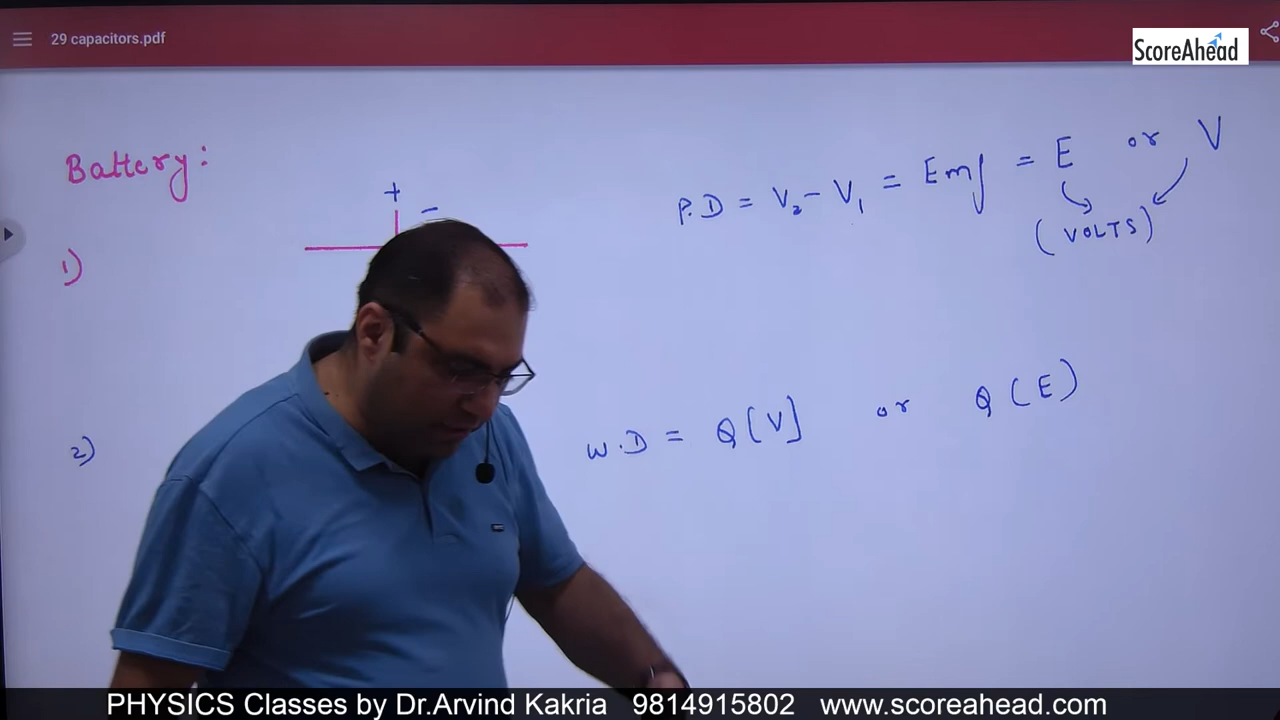 29 capacitors.pdf
ScoreAhead
Battery:
+ −
1)
P.D = V₂ − V₁ = Emf = E or V
(VOLTS)
2)
W.D = Q[V] or Q(E)
PHYSICS Classes by Dr.Arvind Kakria 9814915802 www.scoreahead.com